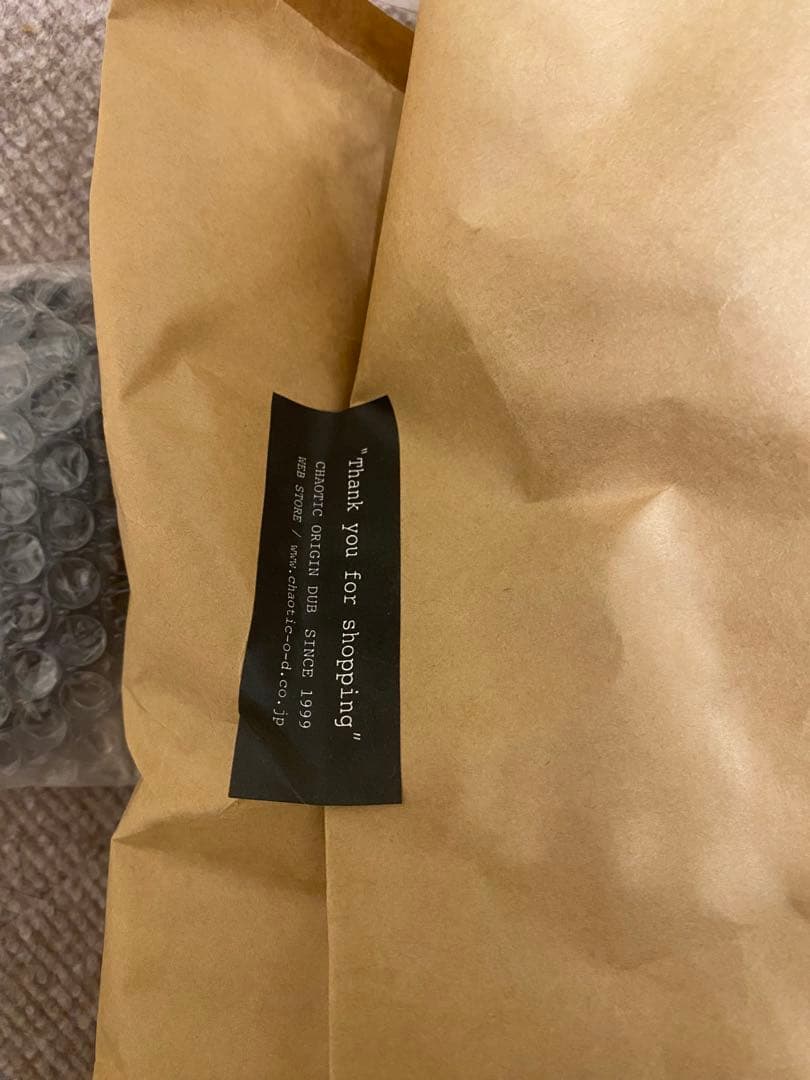 "Thank you for shopping"
CHAOTIC ORIGIN DUB SINCE 1999
WEB STORE / www.chaotic-o-d.co.jp